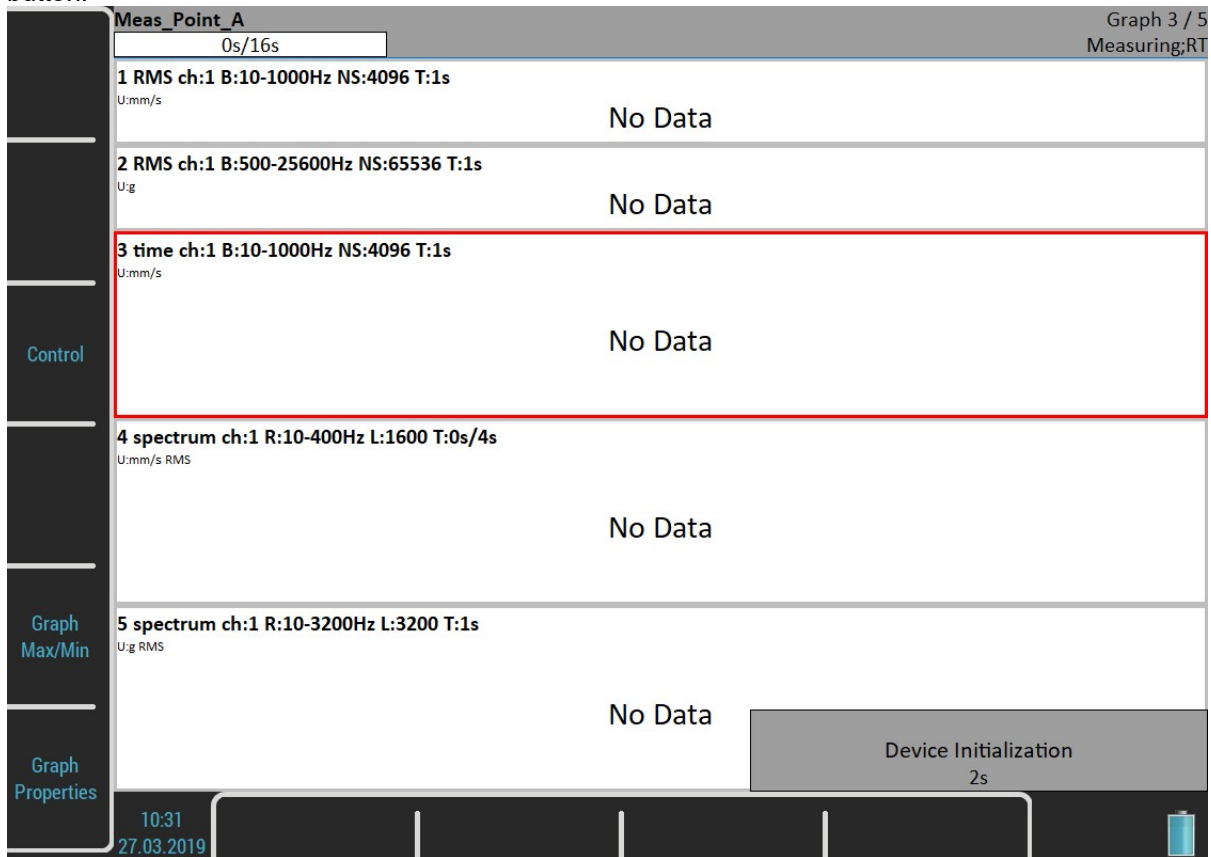 Meas_Point_A
Graph 3 / 5
0s/16s
Measuring;RT
1 RMS ch:1 B:10-1000Hz NS:4096 T:1s
U:mm/s
No Data
2 RMS ch:1 B:500-25600Hz NS:65536 T:1s
U:g
No Data
3 time ch:1 B:10-1000Hz NS:4096 T:1s
U:mm/s
No Data
Control
4 spectrum ch:1 R:10-400Hz L:1600 T:0s/4s
U:mm/s RMS
No Data
Graph
Max/Min
5 spectrum ch:1 R:10-3200Hz L:3200 T:1s
U:g RMS
No Data
Device Initialization
2s
Graph
Properties
10:31
27.03.2019